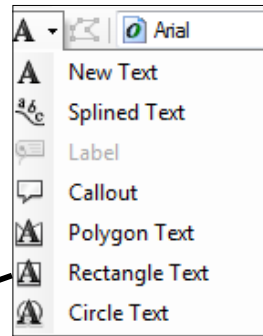 A Arial
New Text
Splined Text
Label
Callout
Polygon Text
Rectangle Text
Circle Text